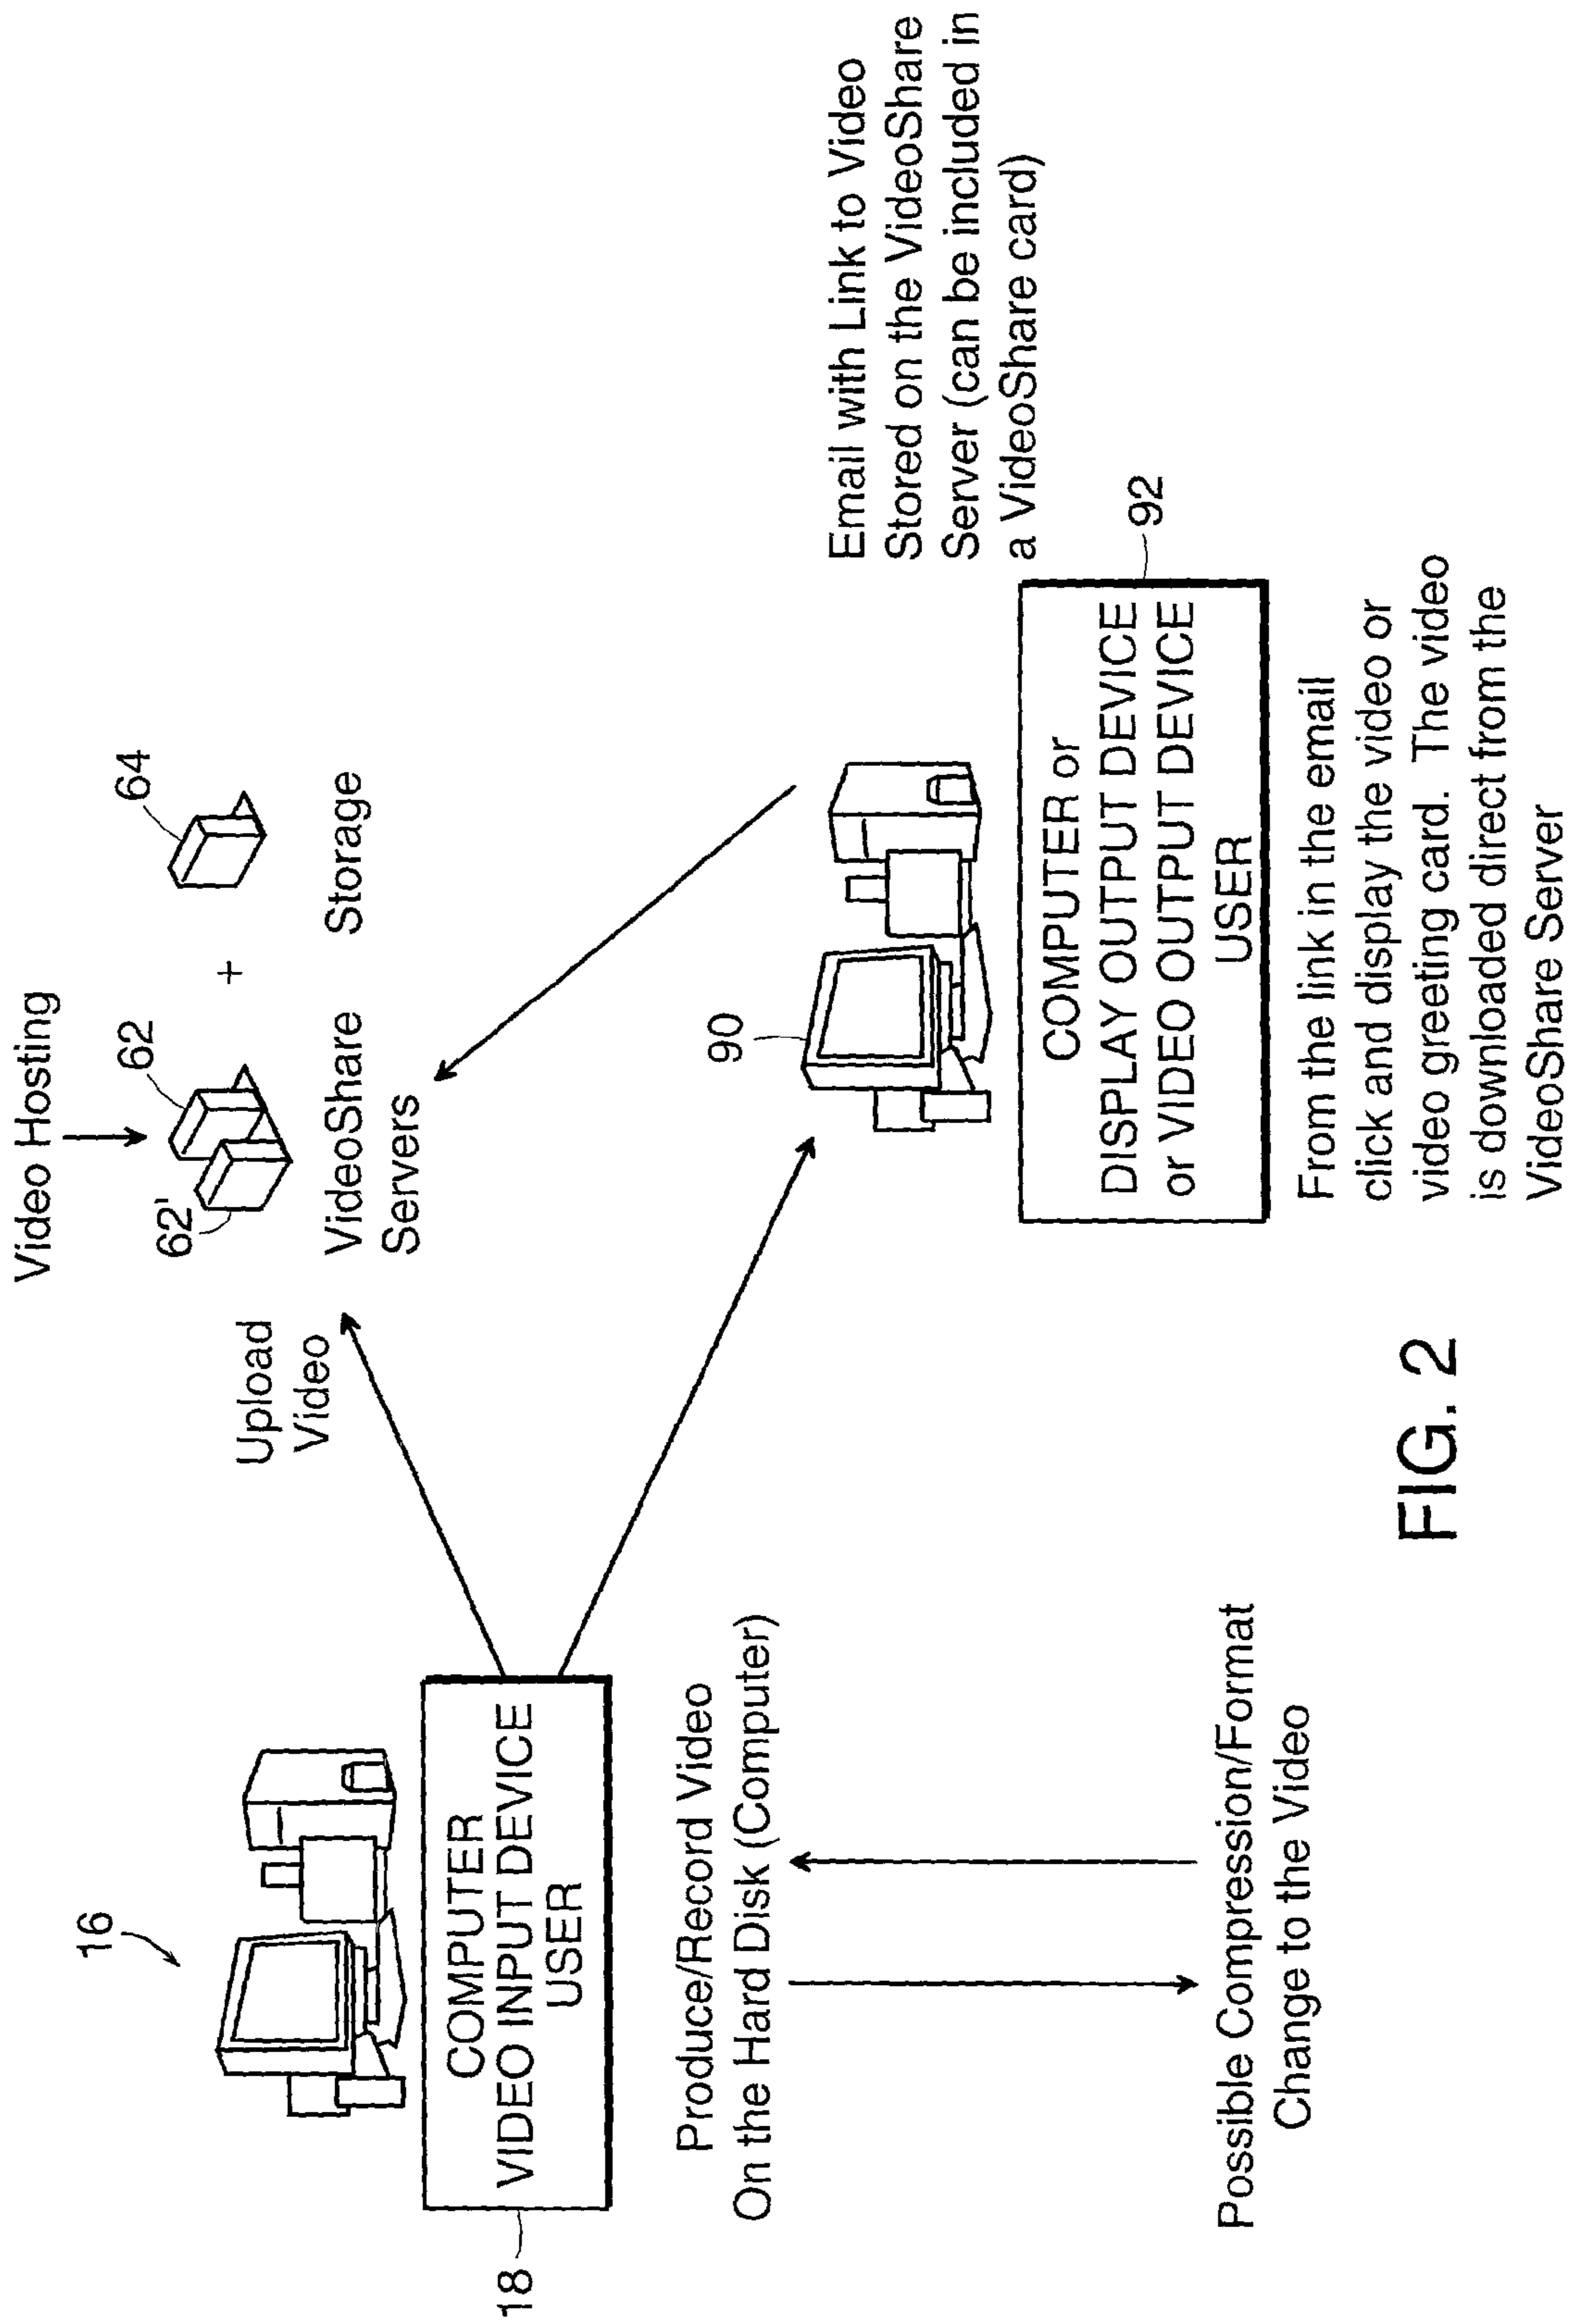 Video Hosting
62'
62
64
+
VideoShare
Servers
Storage
Upload
Video
16
COMPUTER
VIDEO INPUT DEVICE
USER
18
Produce/Record Video
On the Hard Disk (Computer)
Possible Compression/Format
Change to the Video
90
Email with Link to Video
Stored on the VideoShare
Server (can be included in
a VideoShare card)
COMPUTER or
DISPLAY OUTPUT DEVICE
or VIDEO OUTPUT DEVICE
USER
92
From the link in the email
click and display the video or
video greeting card. The video
is downloaded direct from the
VideoShare Server
FIG. 2